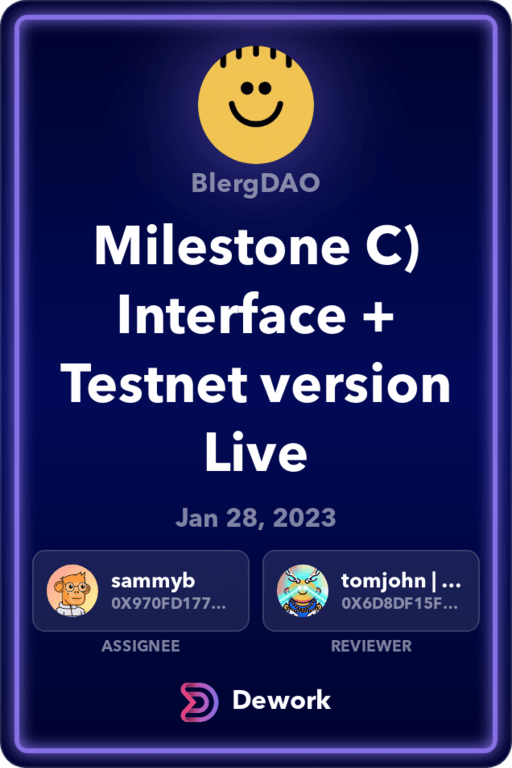 BlergDAO
Milestone C)
Interface +
Testnet version
Live
Jan 28, 2023
sammyb
0X970FD177...
tomjohn | ...
0X6D8DF15F...
ASSIGNEE
REVIEWER
Dework